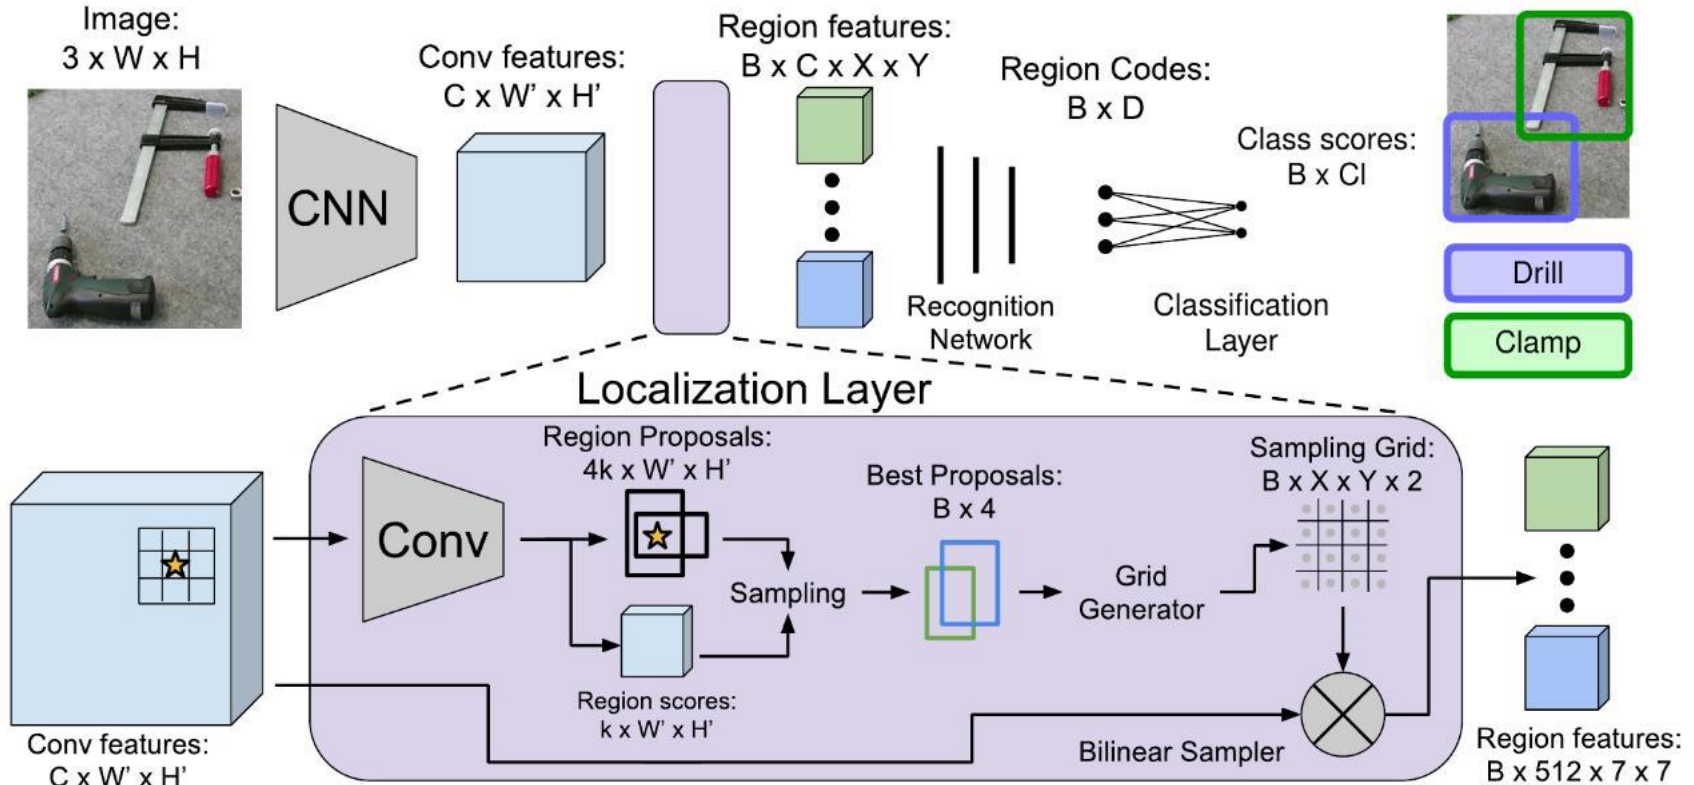 Image:
3 x W x H
Conv features:
C x W’ x H’
Region features:
B x C x X x Y
Region Codes:
B x D
Class scores:
B x Cl
CNN
Recognition
Network
Classification
Layer
Drill
Clamp
Localization Layer
Region Proposals:
4k x W’ x H’
Best Proposals:
B x 4
Sampling Grid:
B x X x Y x 2
Conv
Sampling
Grid
Generator
Region scores:
k x W’ x H’
Bilinear Sampler
Conv features:
C x W’ x H’
Region features:
B x 512 x 7 x 7